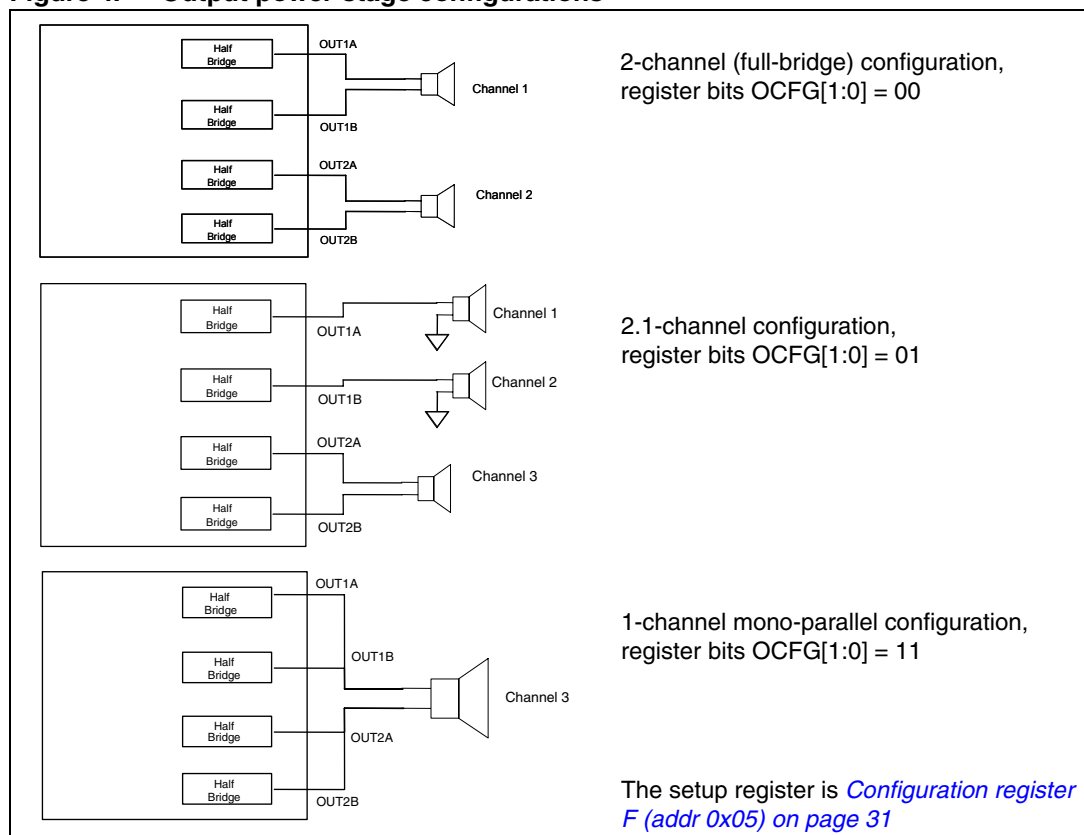 Figure 4. Output power stage configurations
Half
Bridge
OUT1A
Half
Bridge
OUT1B
Channel 1
Half
Bridge
OUT2A
Half
Bridge
OUT2B
Channel 2
2-channel (full-bridge) configuration,
register bits OCFG[1:0] = 00
Half
Bridge
OUT1A
Channel 1
Half
Bridge
OUT1B
Channel 2
Half
Bridge
OUT2A
Half
Bridge
OUT2B
Channel 3
2.1-channel configuration,
register bits OCFG[1:0] = 01
Half
Bridge
OUT1A
Half
Bridge
OUT1B
Half
Bridge
OUT2A
Half
Bridge
OUT2B
Channel 3
1-channel mono-parallel configuration,
register bits OCFG[1:0] = 11
The setup register is Configuration register
F (addr 0x05) on page 31